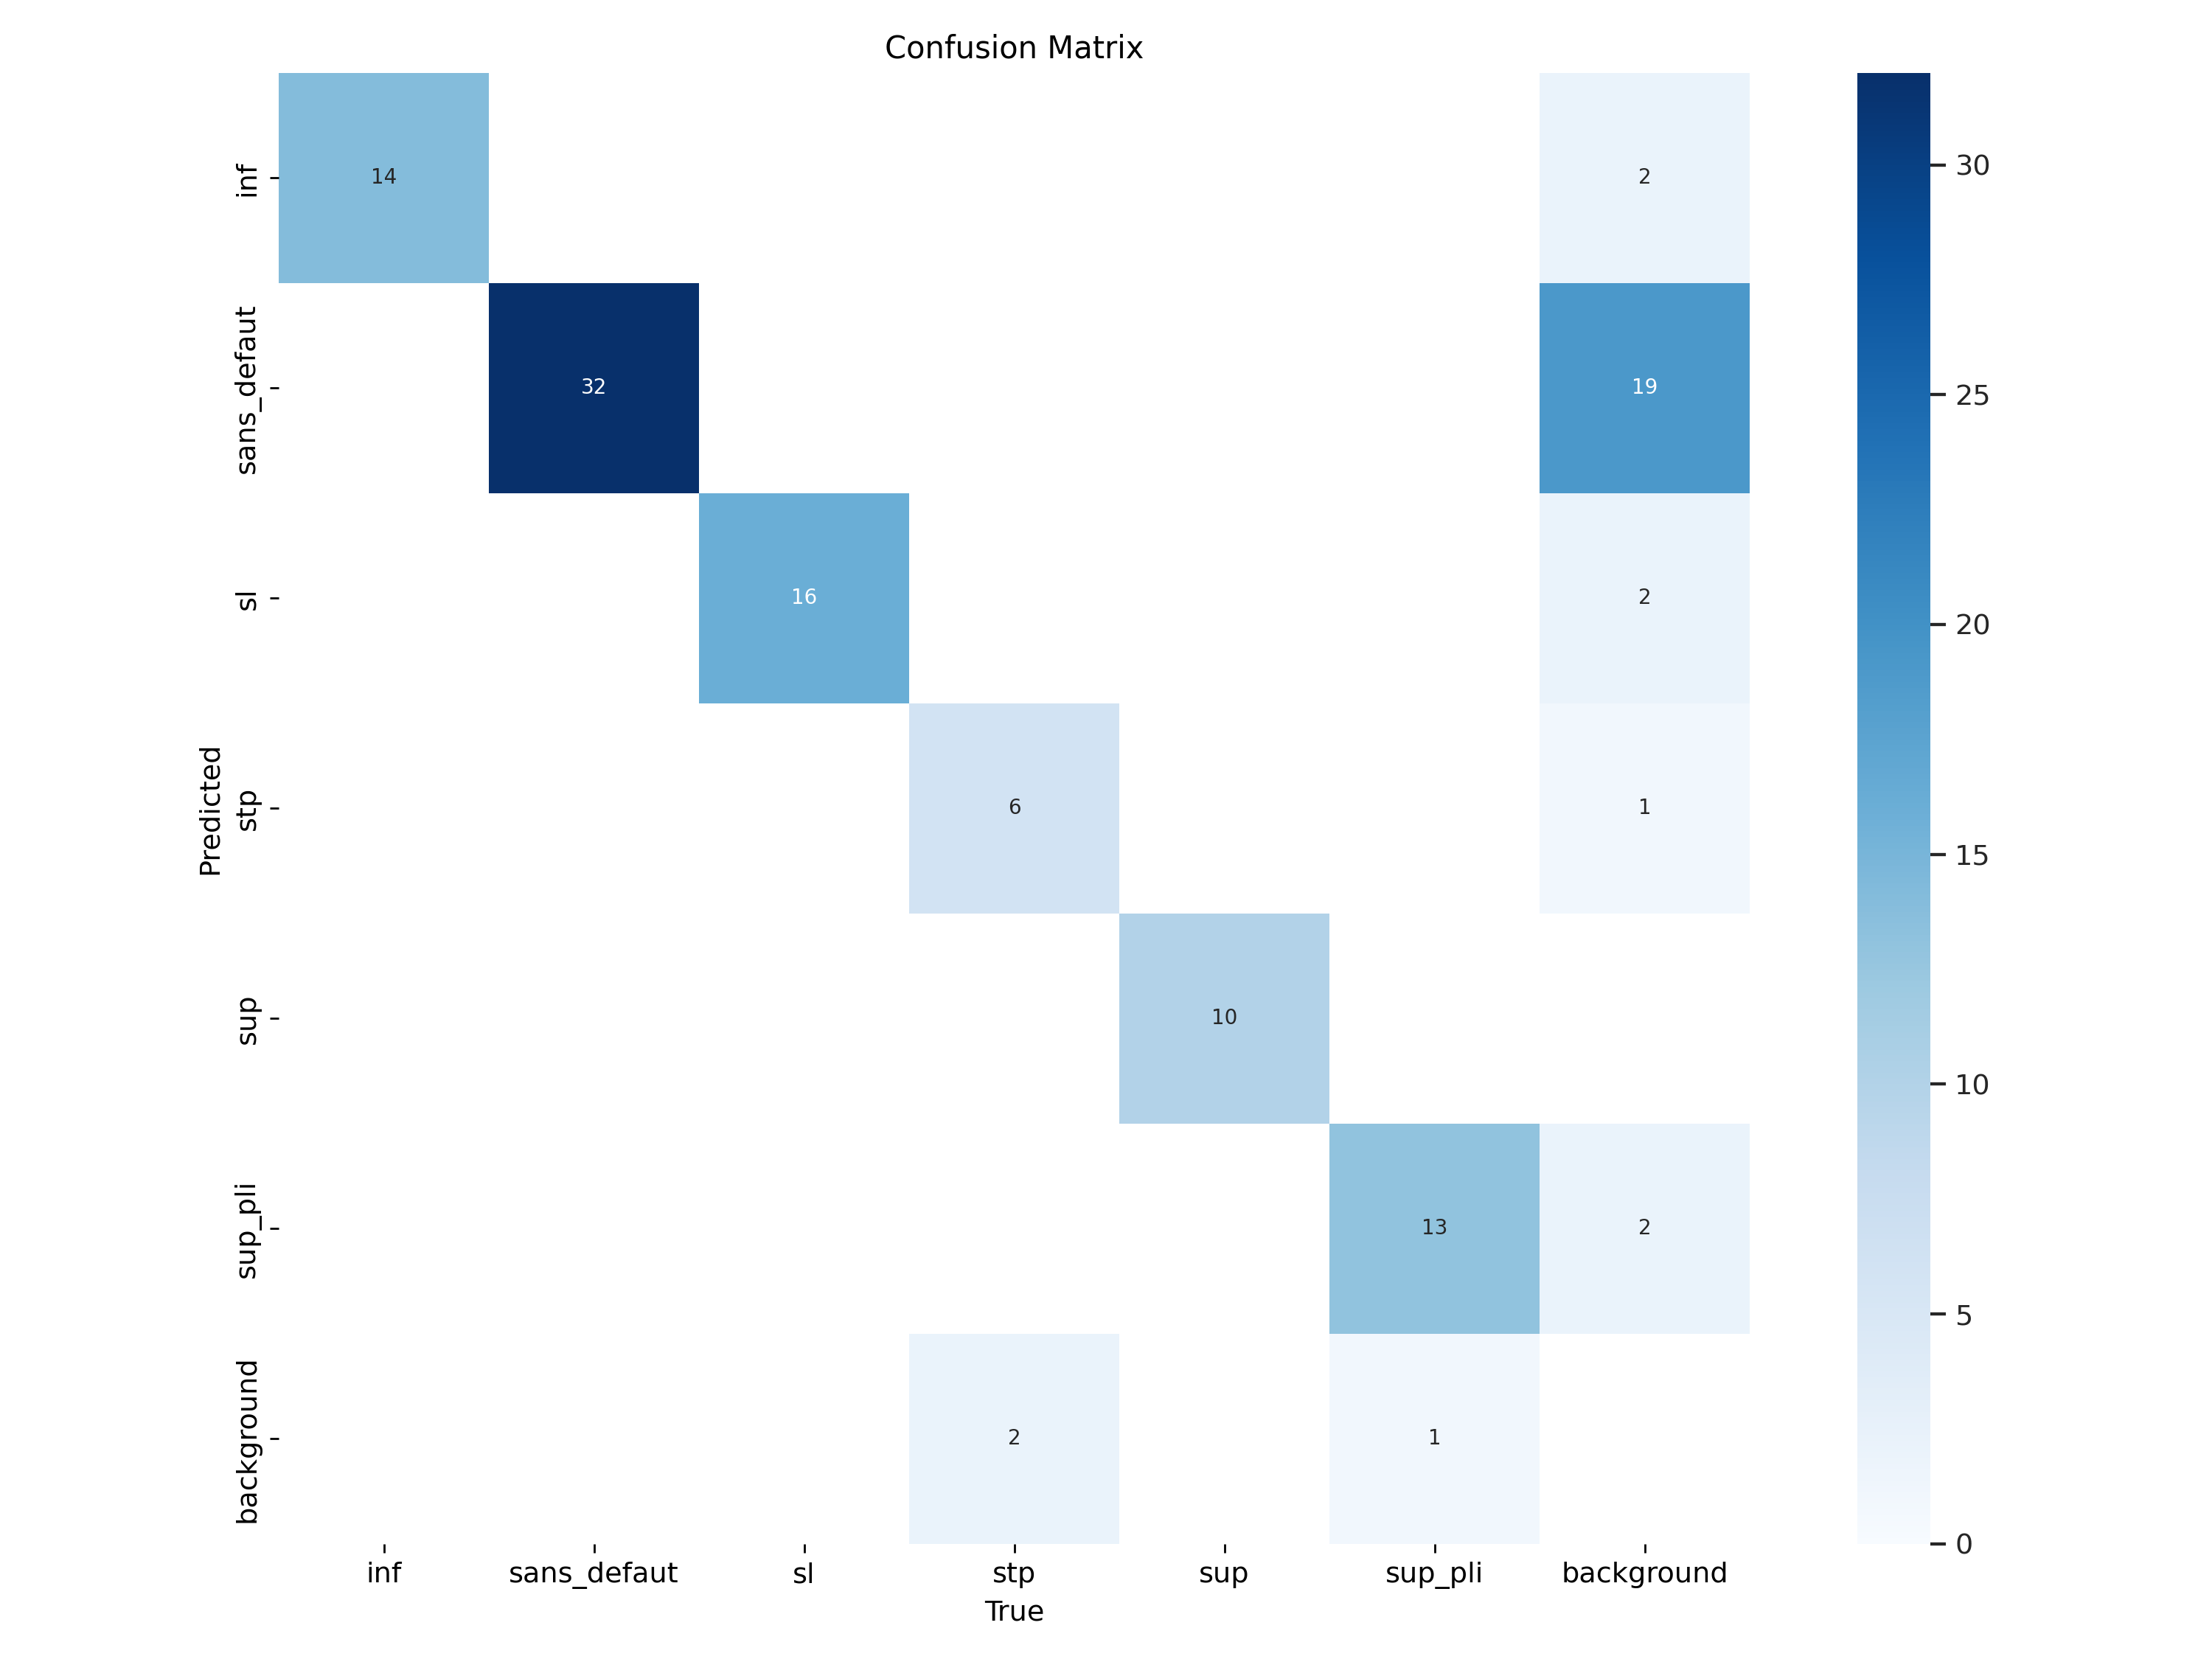 Confusion Matrix
inf
14
2
30
sans_defaut
32
19
25
sl
16
2
20
Predicted
stp
6
1
15
sup
10
10
sup_pli
13
2
5
background
2
1
0
inf sans_defaut sl stp sup sup_pli background
True